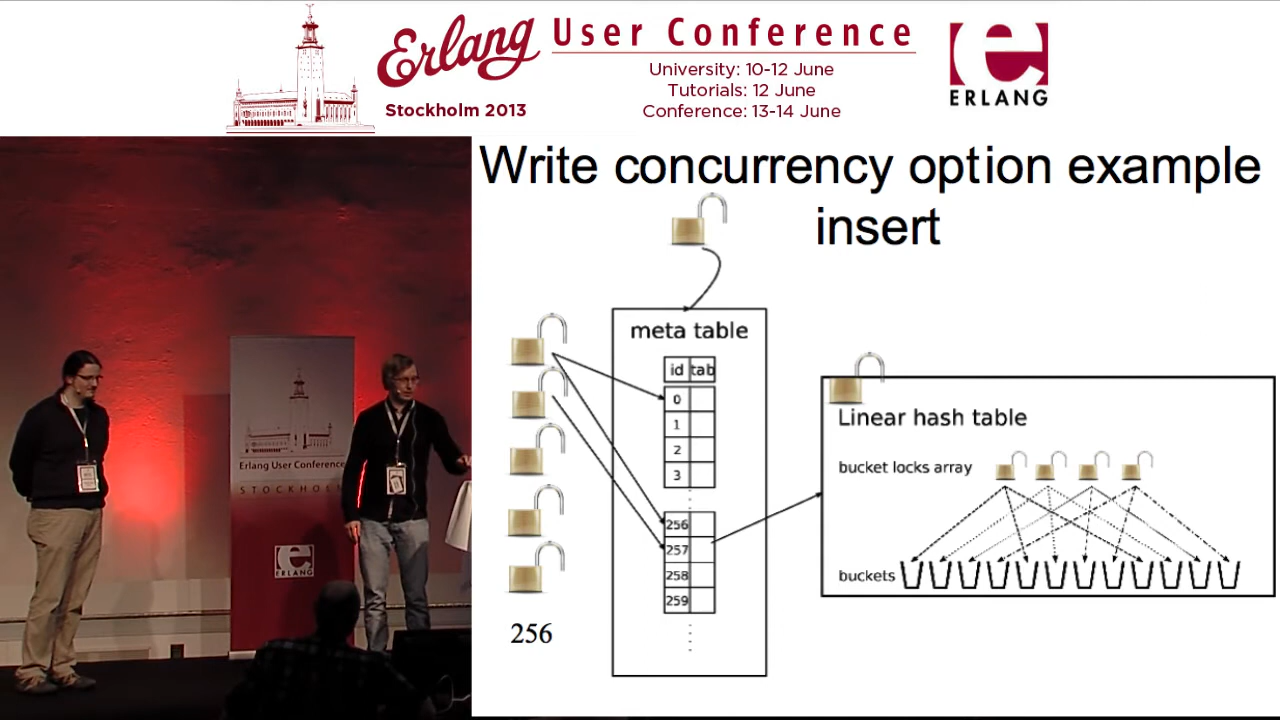 Erlang User Conference
Stockholm 2013
University: 10-12 June
Tutorials: 12 June
Conference: 13-14 June
ERLANG
Write concurrency option example
insert
meta table
id tab
0
1
2
3
256
257
258
259
256
Linear hash table
bucket locks array
buckets
Erlang User Conference
STOCKHOLM
ERLANG